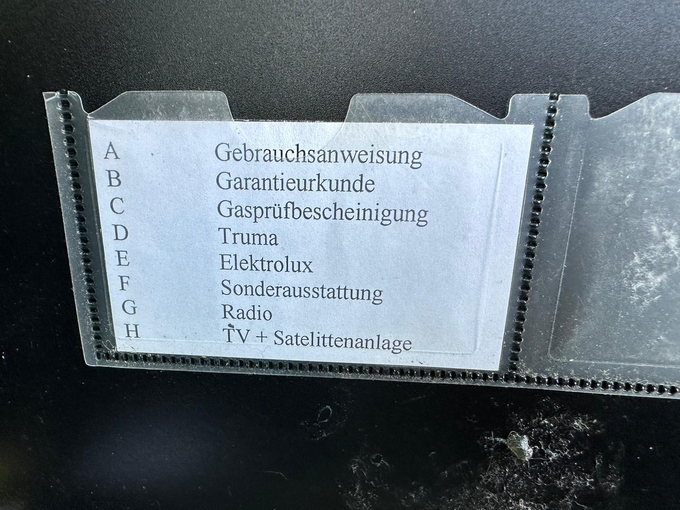 A Gebrauchsanweisung
B Garantieurkunde
C Gasprüfbescheinigung
D Truma
E Elektrolux
F Sonderausstattung
G Radio
H TV + Satelittenanlage